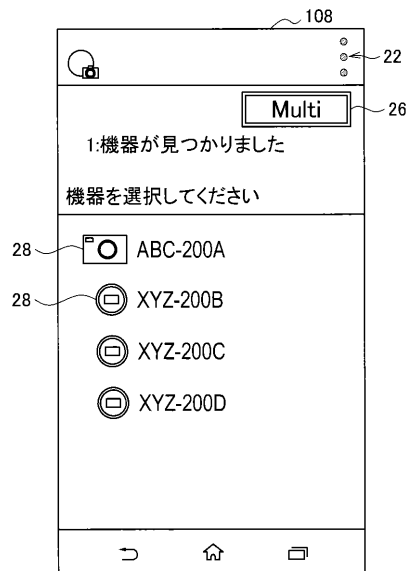 108
22
Multi
26
1:機器が見つかりました
機器を選択してください
28 ABC-200A
28 XYZ-200B
XYZ-200C
XYZ-200D